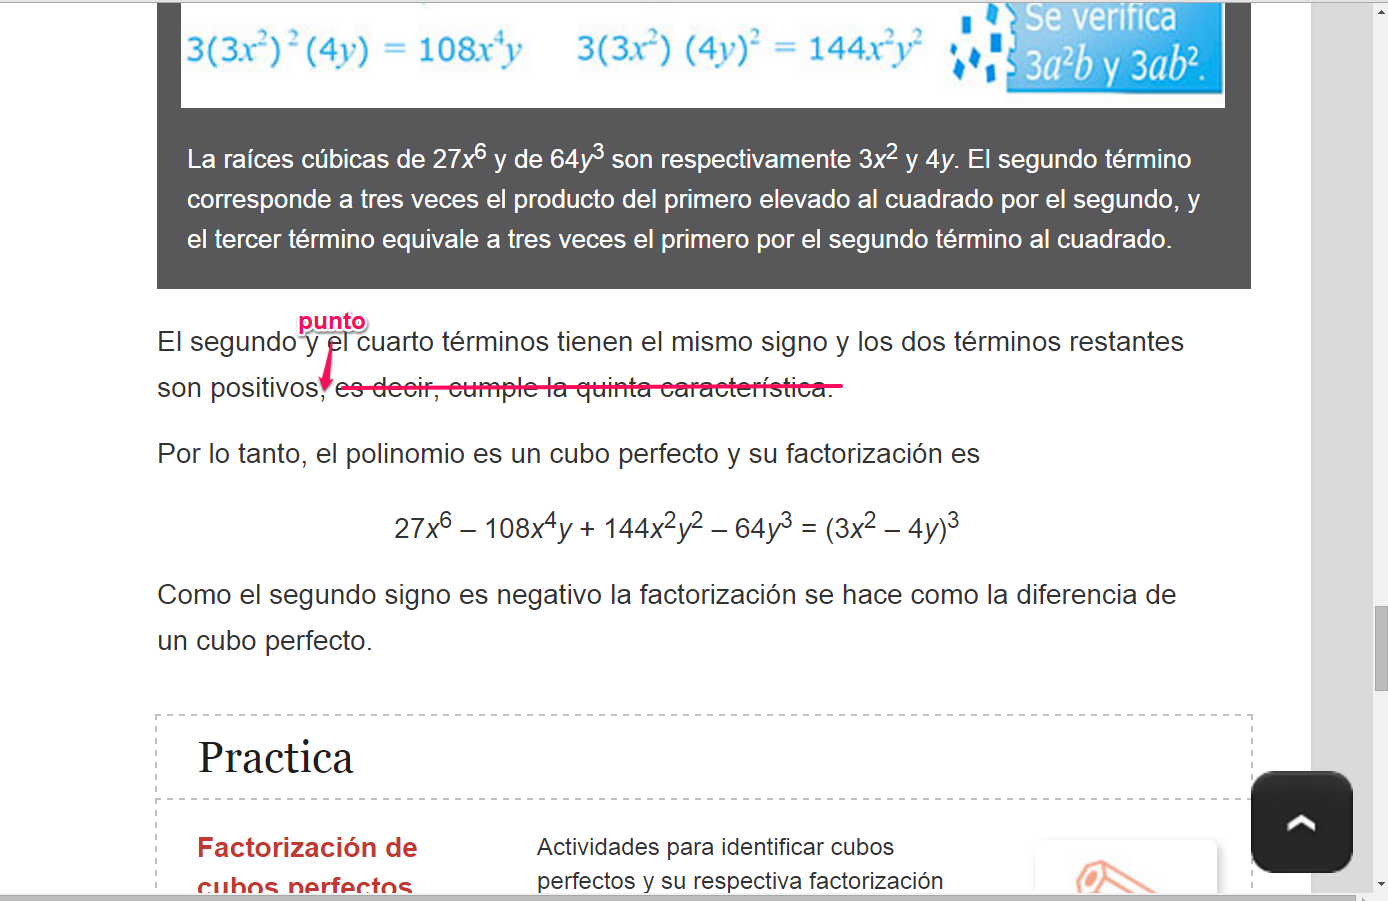 3(3x²)²(4y) = 108x⁴y 3(3x²) (4y)² = 144x²y²
Se verifica
3a²b y 3ab².
La raíces cúbicas de 27x⁶ y de 64y³ son respectivamente 3x² y 4y. El segundo término
corresponde a tres veces el producto del primero elevado al cuadrado por el segundo, y
el tercer término equivale a tres veces el primero por el segundo término al cuadrado.
punto
El segundo y el cuarto términos tienen el mismo signo y los dos términos restantes
son positivos, es decir, cumple la quinta característica.
Por lo tanto, el polinomio es un cubo perfecto y su factorización es
27x⁶ – 108x⁴y + 144x²y² – 64y³ = (3x² – 4y)³
Como el segundo signo es negativo la factorización se hace como la diferencia de
un cubo perfecto.
Practica
Factorización de
cubos perfectos
Actividades para identificar cubos
perfectos y su respectiva factorización